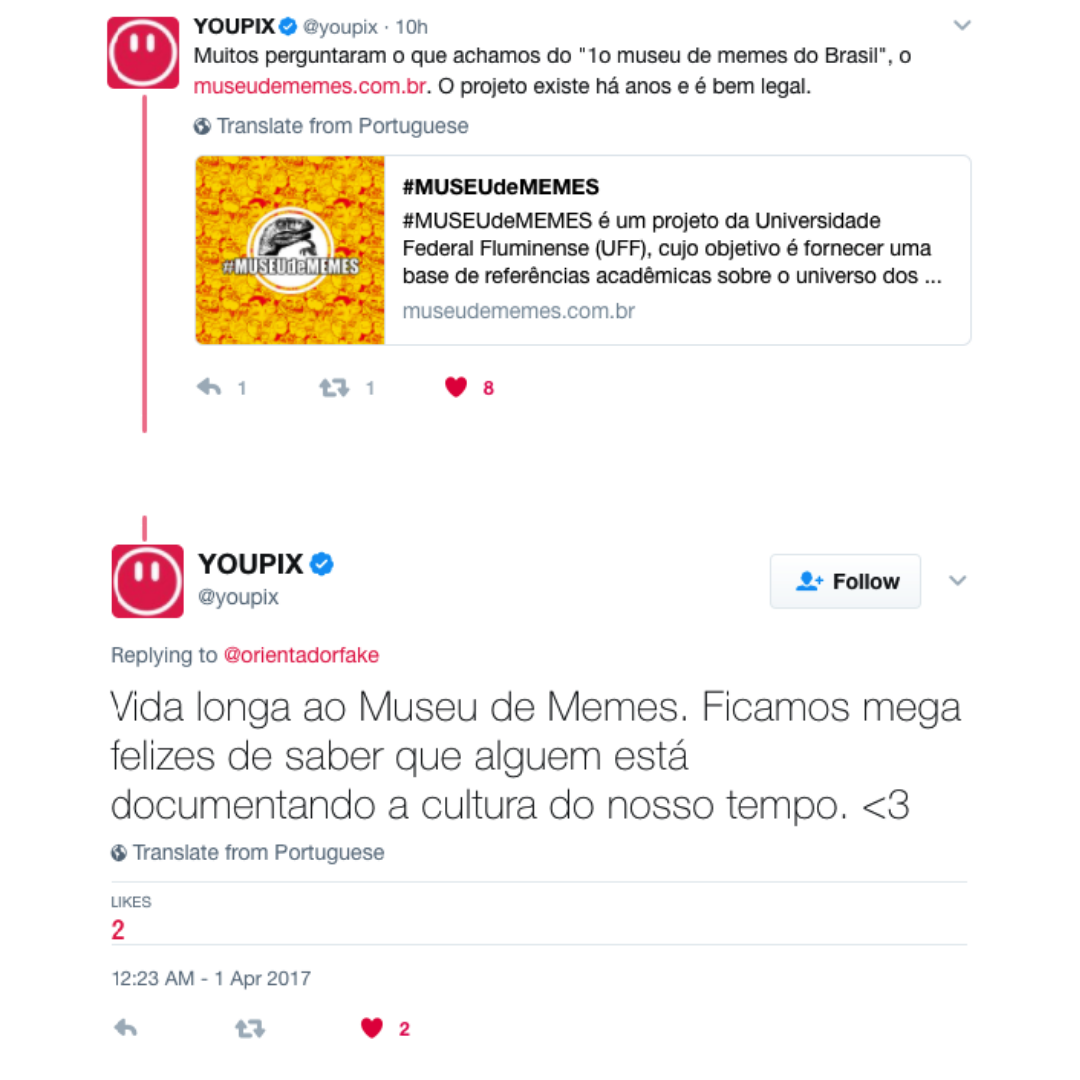 YOUPIX @youpix · 10h
Muitos perguntaram o que achamos do "1o museu de memes do Brasil", o
museudememes.com.br. O projeto existe há anos e é bem legal.
Translate from Portuguese
#MUSEUdeMEMES
#MUSEUdeMEMES
#MUSEUdeMEMES é um projeto da Universidade
Federal Fluminense (UFF), cujo objetivo é fornecer uma
base de referências acadêmicas sobre o universo dos ...
museudememes.com.br
1 1 8
YOUPIX
@youpix
Follow
Replying to @orientadorfake
Vida longa ao Museu de Memes. Ficamos mega
felizes de saber que alguem está
documentando a cultura do nosso tempo. <3
Translate from Portuguese
LIKES
2
12:23 AM - 1 Apr 2017
2